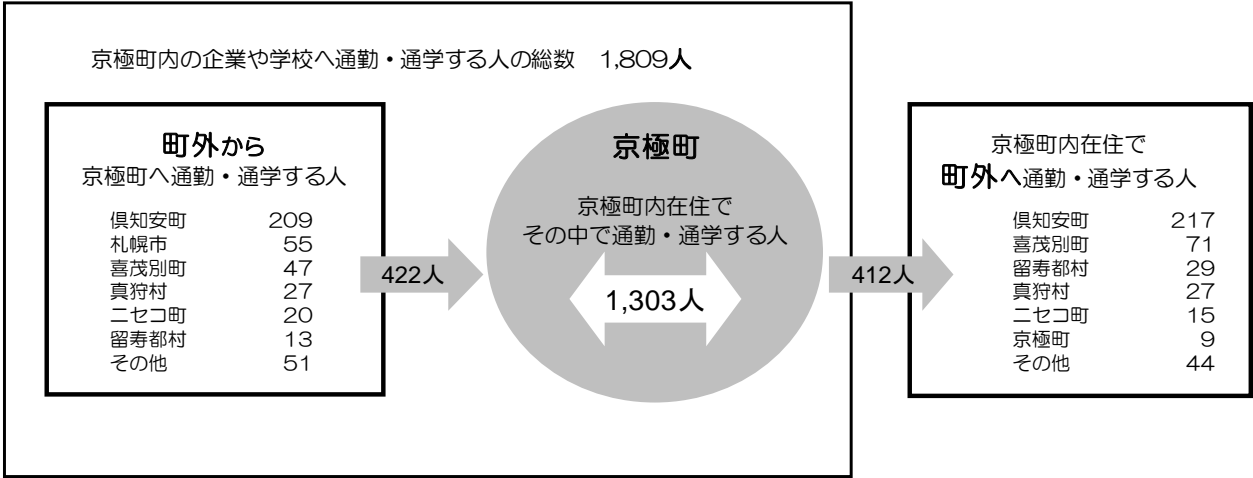 京極町内の企業や学校へ通勤・通学する人の総数 1,809人
町外から
京極町へ通勤・通学する人
倶知安町 209
札幌市 55
喜茂別町 47
真狩村 27
ニセコ町 20
留寿都村 13
その他 51
422人
京極町
京極町内在住で
その中で通勤・通学する人
1,303人
412人
京極町内在住で
町外へ通勤・通学する人
倶知安町 217
喜茂別町 71
留寿都村 29
真狩村 27
ニセコ町 15
京極町 9
その他 44